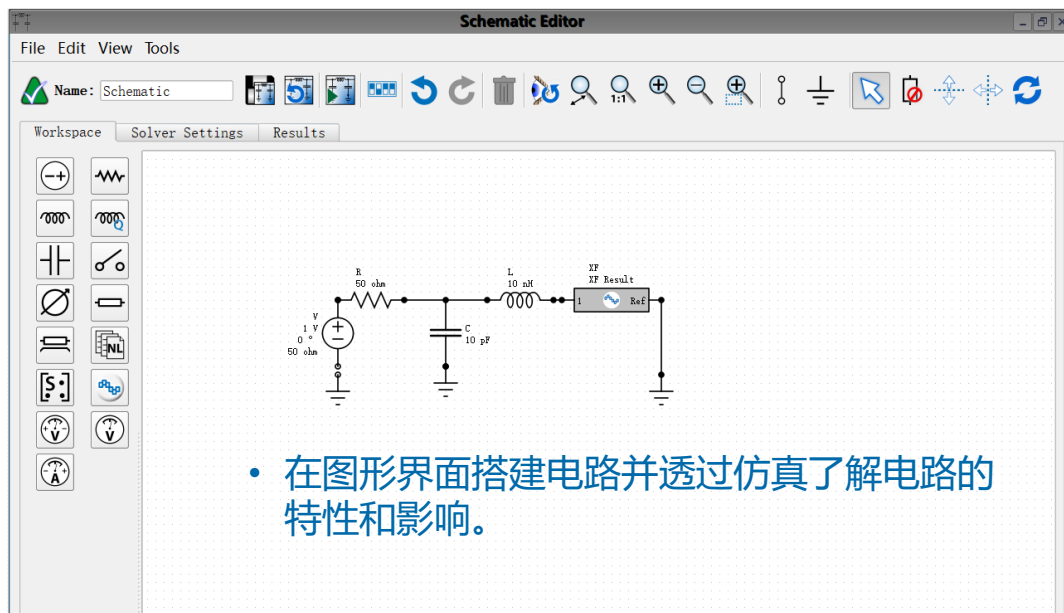 Schematic Editor
File Edit View Tools
Name: Schematic
1:1
Workspace Solver Settings Results
Q
NL
S
V
V
A
R
50 ohm
V
1 V
0 °
50 ohm
C
10 pF
L
10 nH
XF
XF Result
1 Ref
• 在图形界面搭建电路并透过仿真了解电路的
特性和影响。